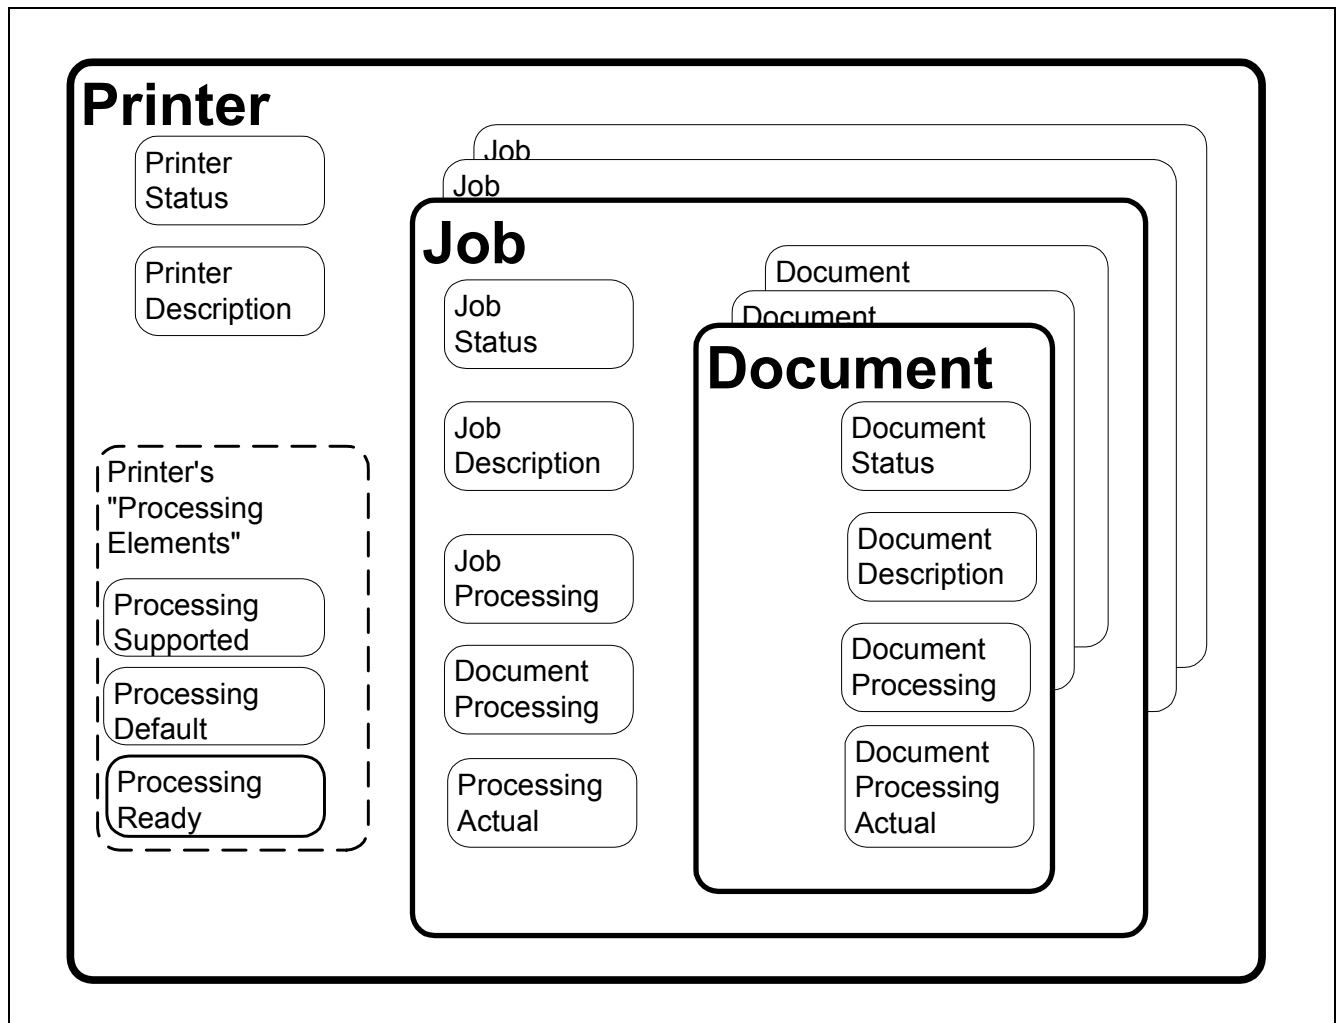 Printer
Printer
Status
Printer
Description
Printer's
"Processing
Elements"
Processing
Supported
Processing
Default
Processing
Ready
Job
Job
Job
Job
Status
Job
Description
Job
Processing
Document
Processing
Processing
Actual
Document
Document
Document
Document
Status
Document
Description
Document
Processing
Document
Processing
Actual